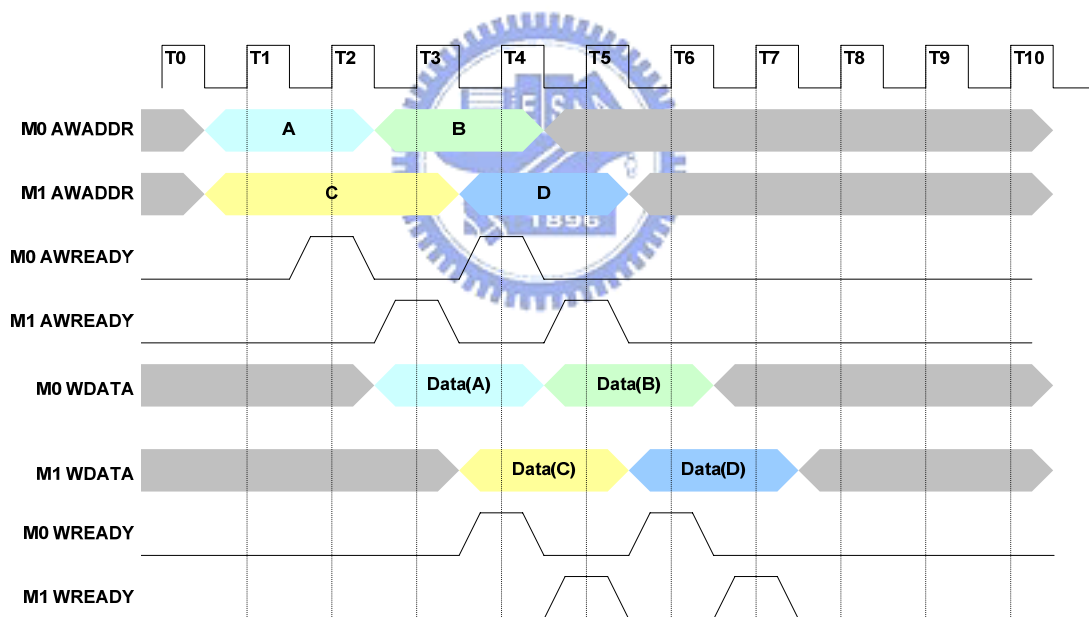 T0 T1 T2 T3 T4 T5 T6 T7 T8 T9 T10
M0 AWADDR A B
M1 AWADDR C D
1896
M0 AWREADY
M1 AWREADY
M0 WDATA Data(A) Data(B)
M1 WDATA Data(C) Data(D)
M0 WREADY
M1 WREADY